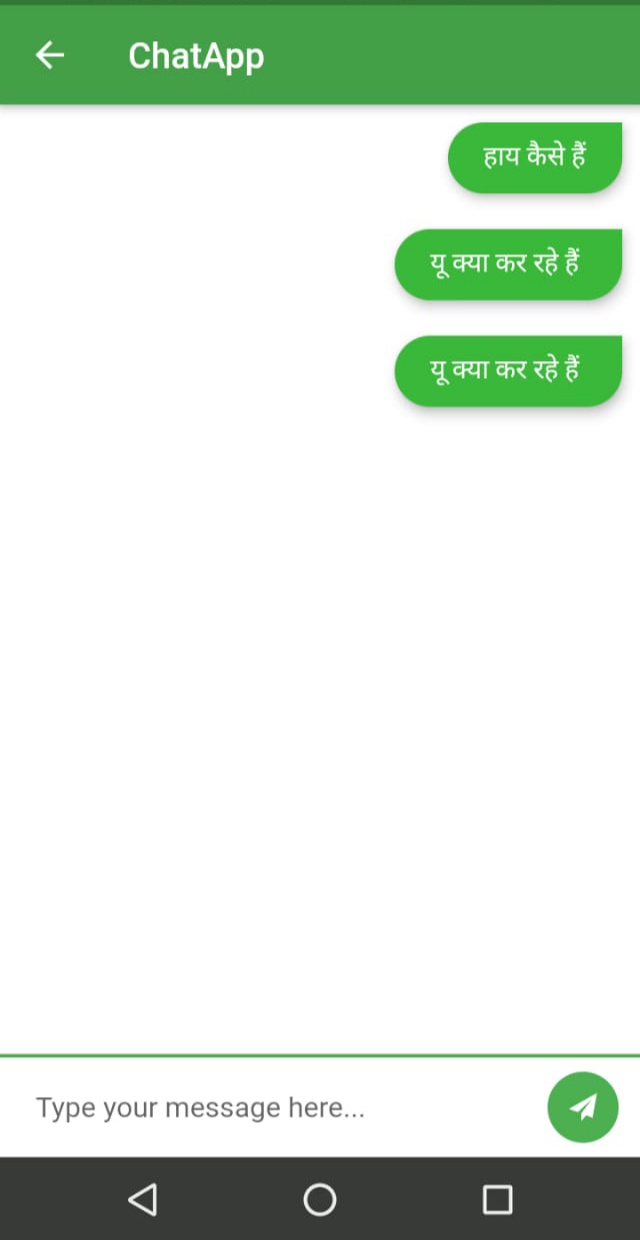 ChatApp
हाय कैसे हैं
यू क्या कर रहे हैं
यू क्या कर रहे हैं
Type your message here...